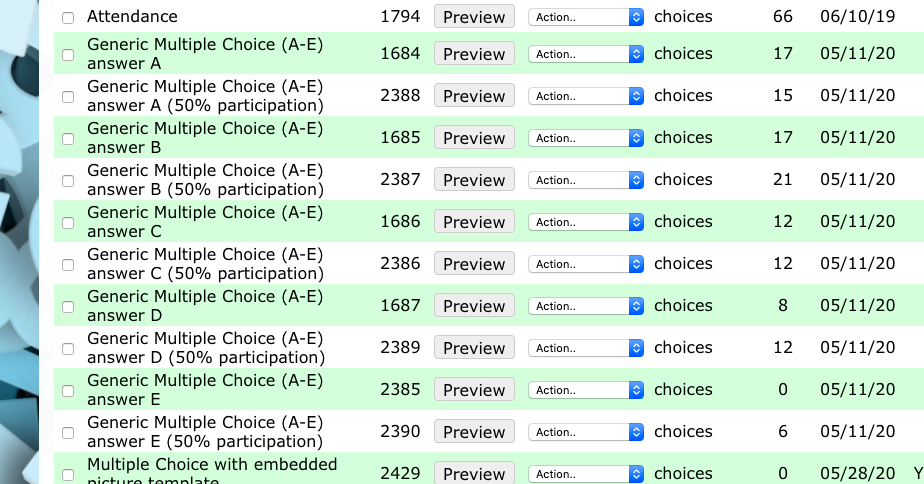 Attendance 1794 Preview Action.. choices 66 06/10/19
Generic Multiple Choice (A-E)
answer A 1684 Preview Action.. choices 17 05/11/20
Generic Multiple Choice (A-E)
answer A (50% participation) 2388 Preview Action.. choices 15 05/11/20
Generic Multiple Choice (A-E)
answer B 1685 Preview Action.. choices 17 05/11/20
Generic Multiple Choice (A-E)
answer B (50% participation) 2387 Preview Action.. choices 21 05/11/20
Generic Multiple Choice (A-E)
answer C 1686 Preview Action.. choices 12 05/11/20
Generic Multiple Choice (A-E)
answer C (50% participation) 2386 Preview Action.. choices 12 05/11/20
Generic Multiple Choice (A-E)
answer D 1687 Preview Action.. choices 8 05/11/20
Generic Multiple Choice (A-E)
answer D (50% participation) 2389 Preview Action.. choices 12 05/11/20
Generic Multiple Choice (A-E)
answer E 2385 Preview Action.. choices 0 05/11/20
Generic Multiple Choice (A-E)
answer E (50% participation) 2390 Preview Action.. choices 6 05/11/20
Multiple Choice with embedded
picture template 2429 Preview Action.. choices 0 05/28/20 Y